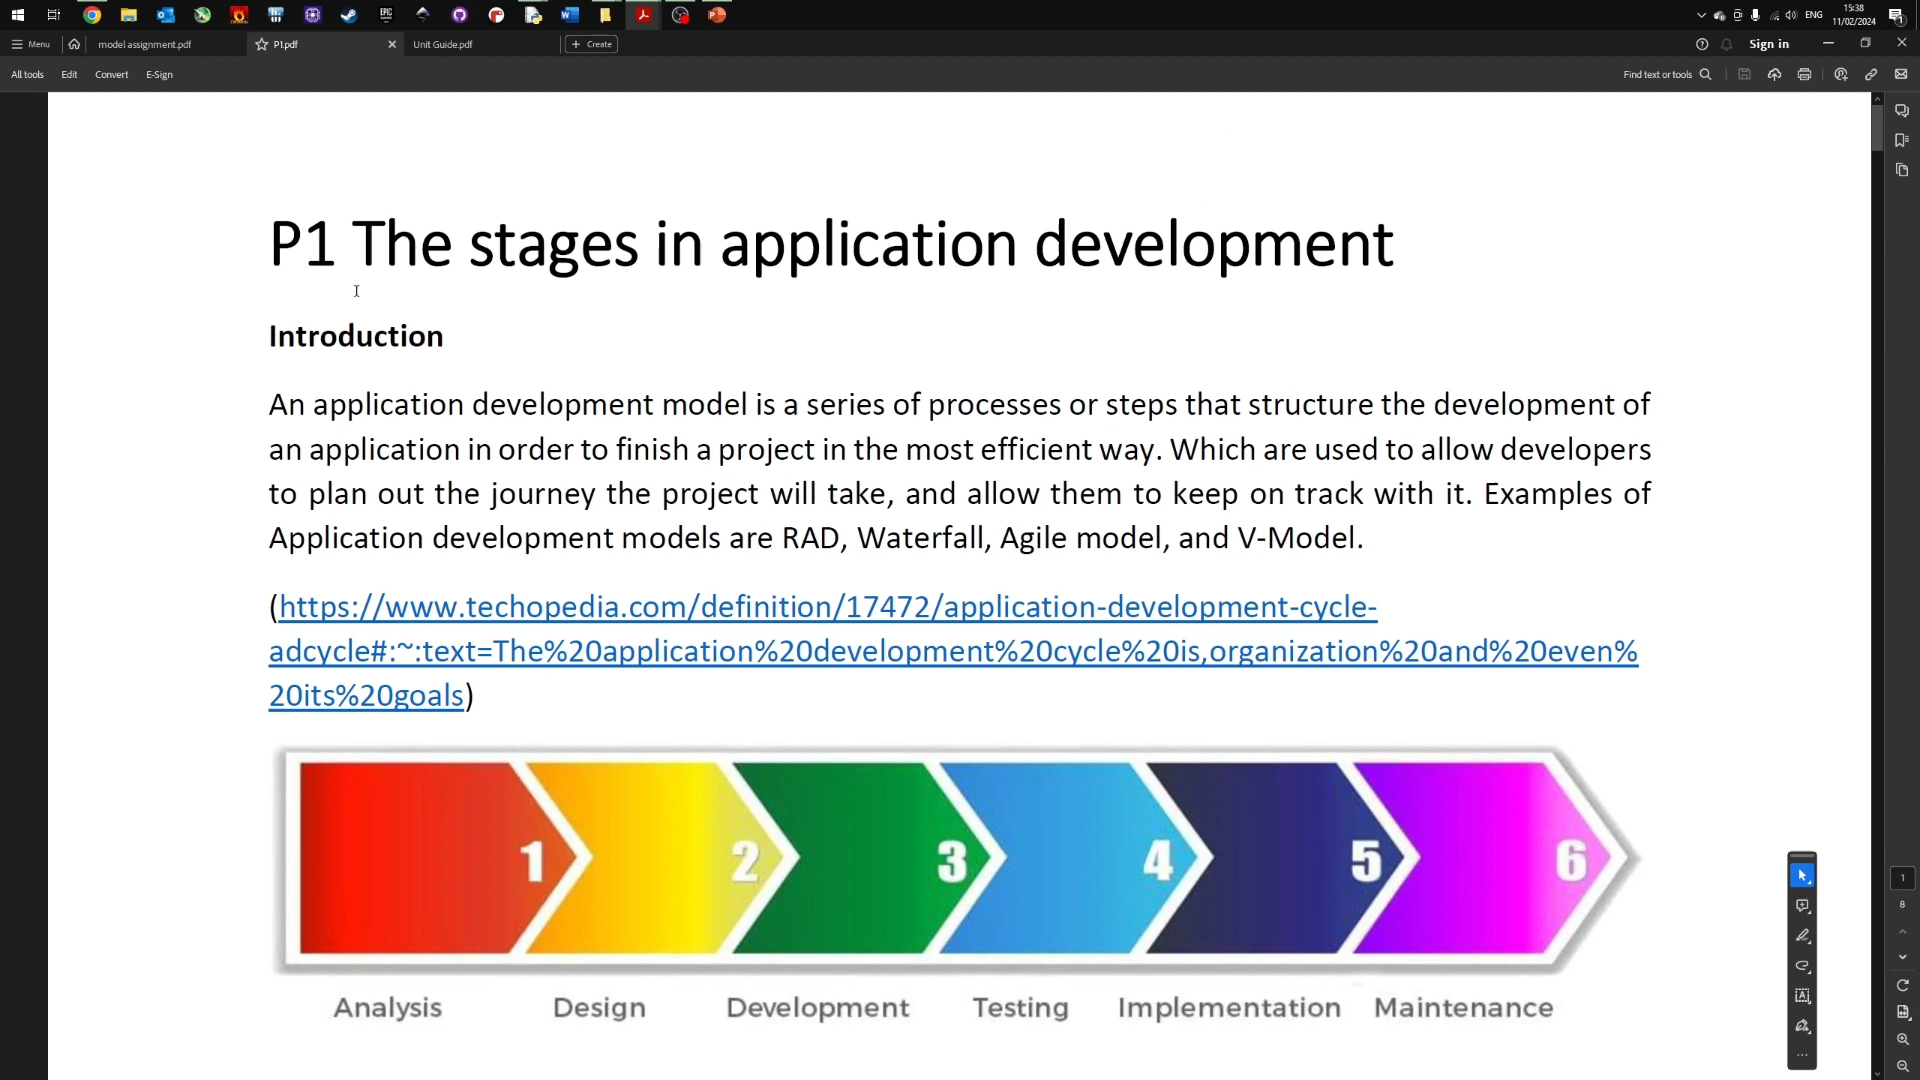 15:38
ENG
11/02/2024
Menu
model assignment.pdf
P1.pdf
Unit Guide.pdf
Create
Sign in
All tools
Edit
Convert
E-Sign
Find text or tools
P1 The stages in application development
Introduction
An application development model is a series of processes or steps that structure the development of
an application in order to finish a project in the most efficient way. Which are used to allow developers
to plan out the journey the project will take, and allow them to keep on track with it. Examples of
Application development models are RAD, Waterfall, Agile model, and V-Model.
(https://www.techopedia.com/definition/17472/application-development-cycle-
adcycle#:~:text=The%20application%20development%20cycle%20is,organization%20and%20even%
20its%20goals)
1 2 3 4 5 6
Analysis Design Development Testing Implementation Maintenance
1
8